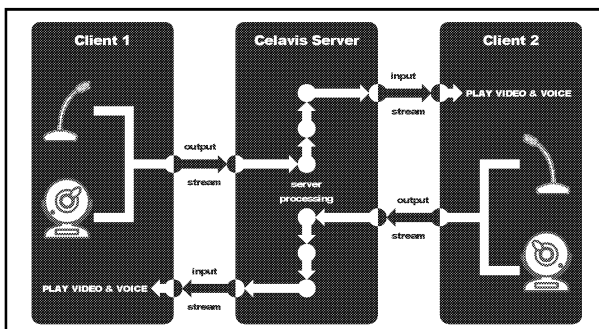 Client 1
Celavis Server
Client 2
input
stream
PLAY VIDEO & VOICE
output
stream
server
processing
output
stream
input
stream
PLAY VIDEO & VOICE